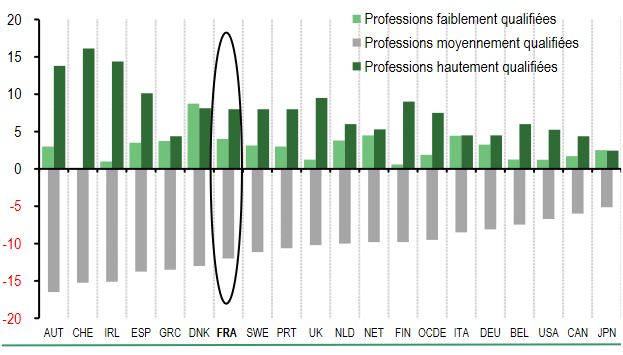 Professions faiblement qualifiées
Professions moyennement qualifiées
Professions hautement qualifiées
20
15
10
5
0
-5
-10
-15
-20
AUT CHE IRL ESP GRC DNK FRA SWE PRT UK NLD NET FIN OCDE ITA DEU BEL USA CAN JPN